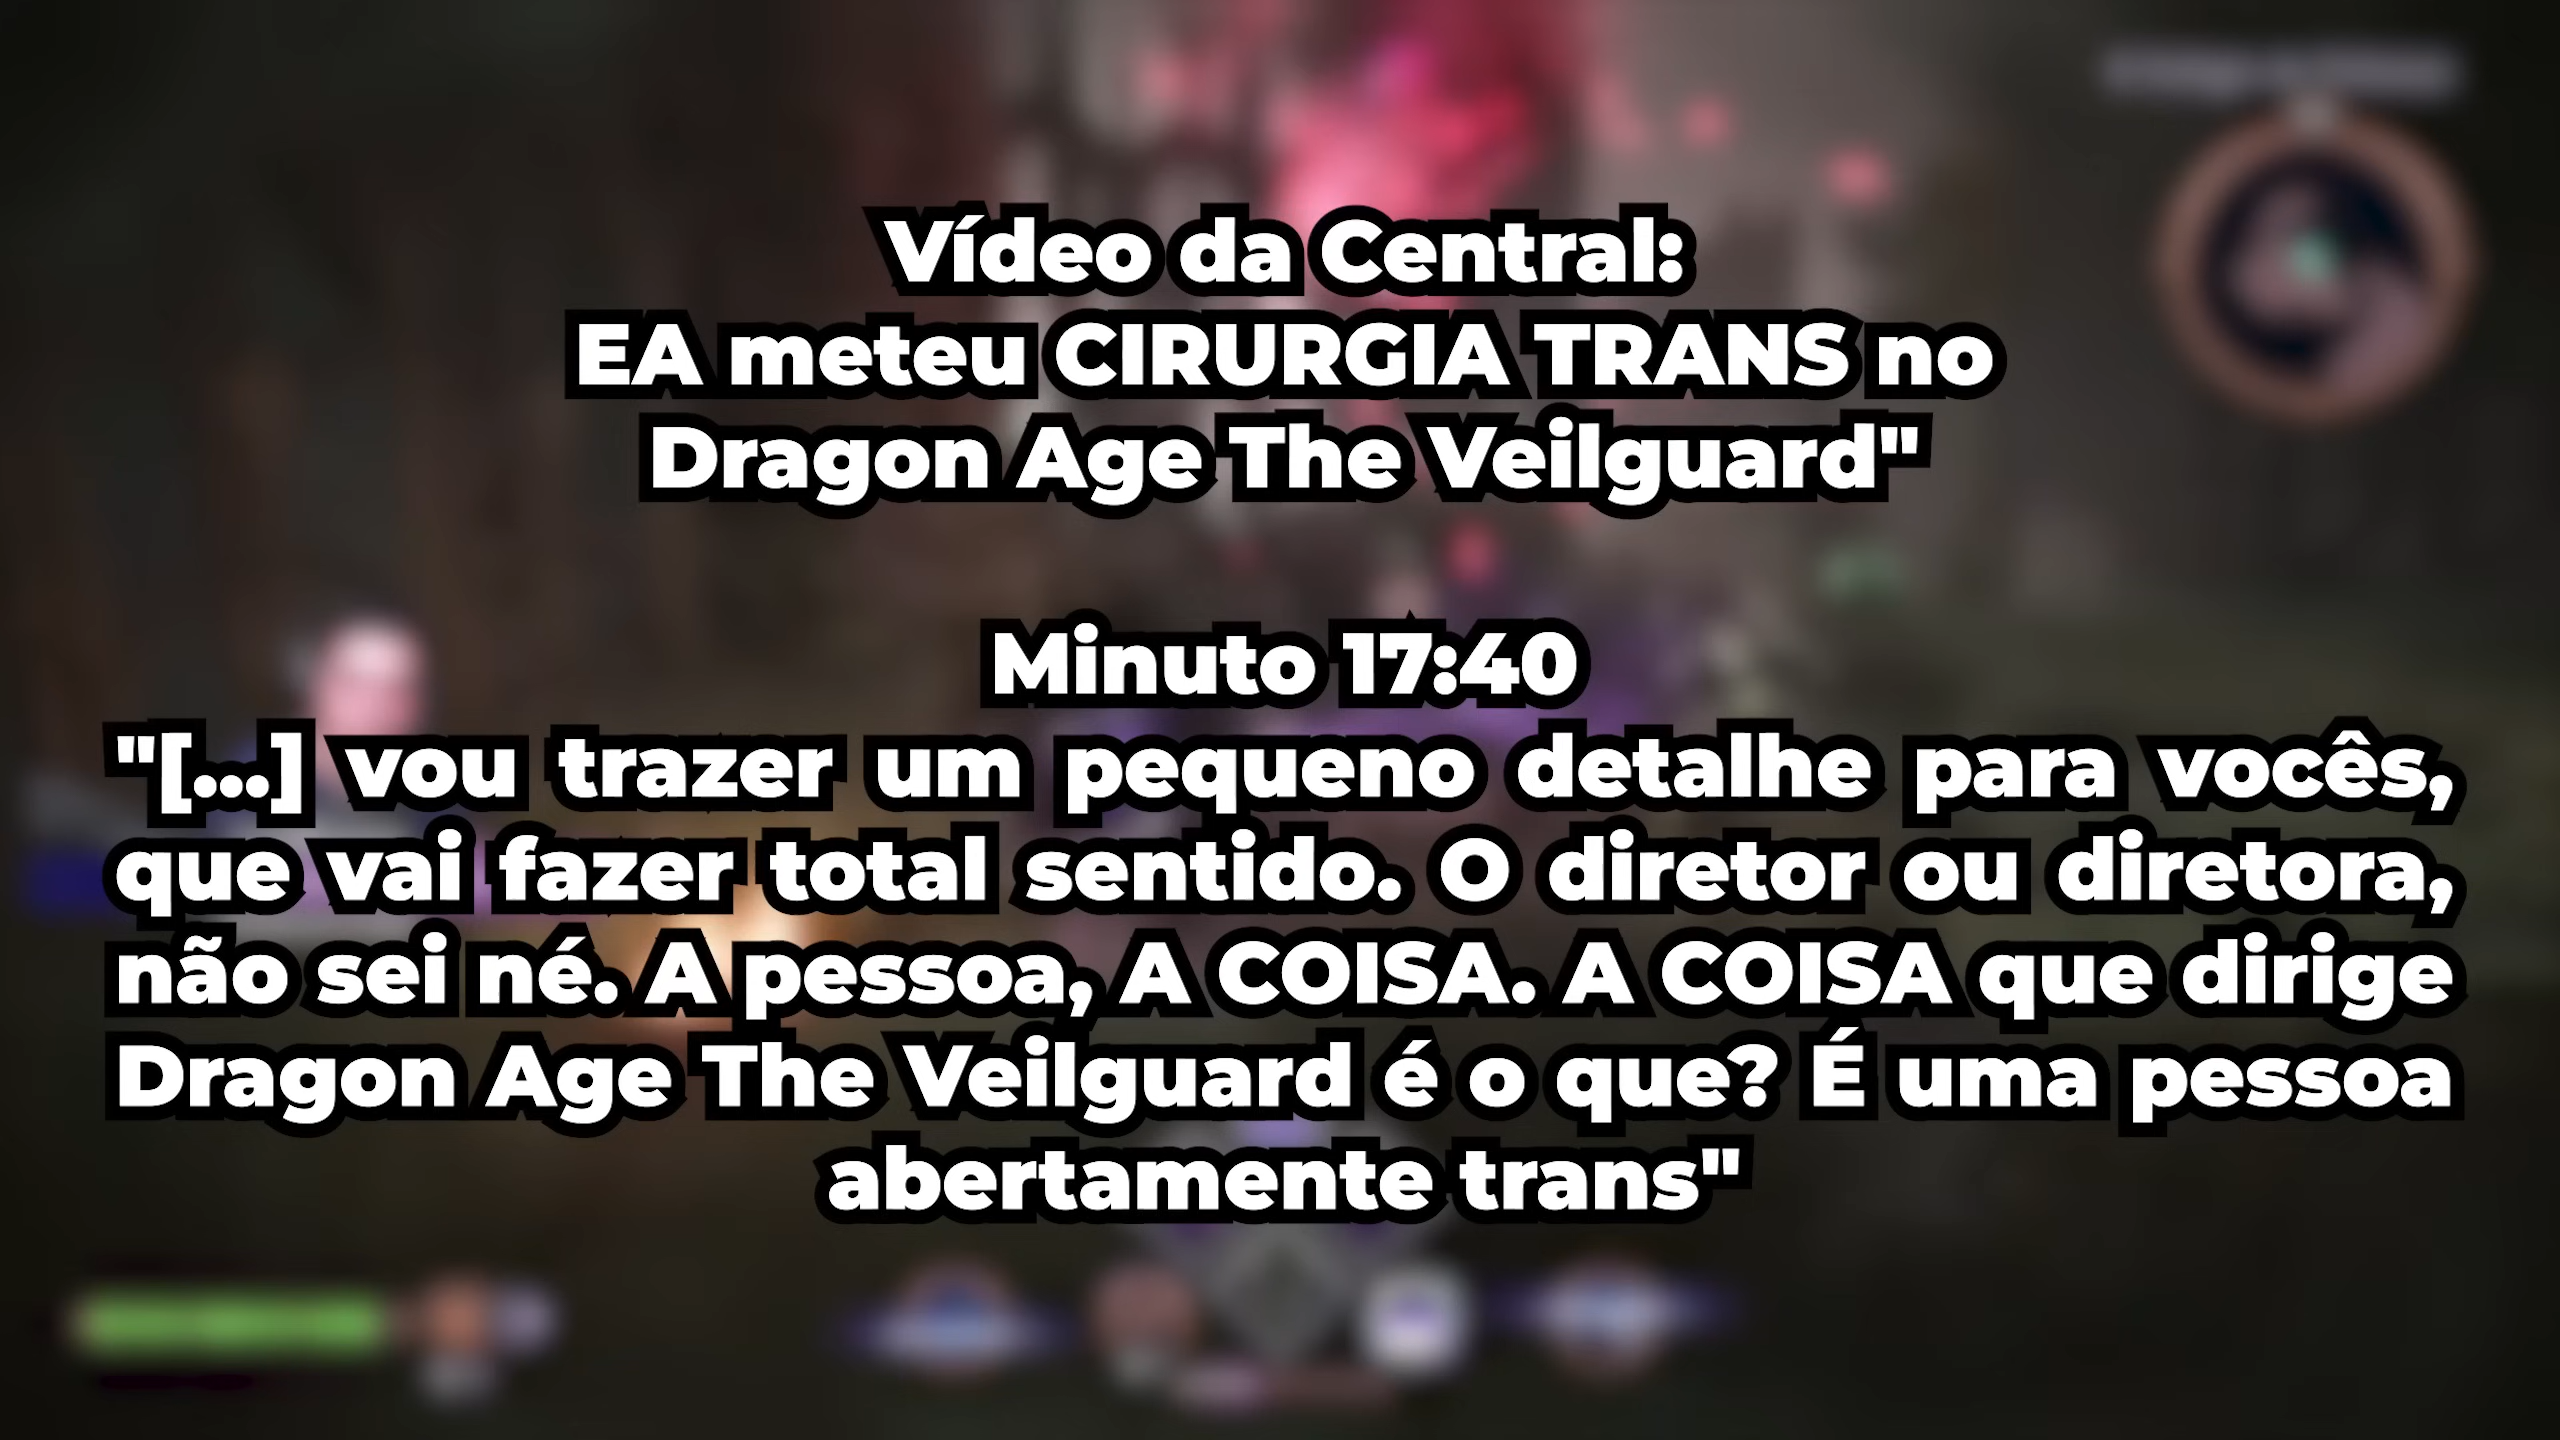 Vídeo da Central:
EA meteu CIRURGIA TRANS no
Dragon Age The Veilguard"
Minuto 17:40
"[...] vou trazer um pequeno detalhe para vocês,
que vai fazer total sentido. O diretor ou diretora,
não sei né. A pessoa, A COISA. A COISA que dirige
Dragon Age The Veilguard é o que? É uma pessoa
abertamente trans"